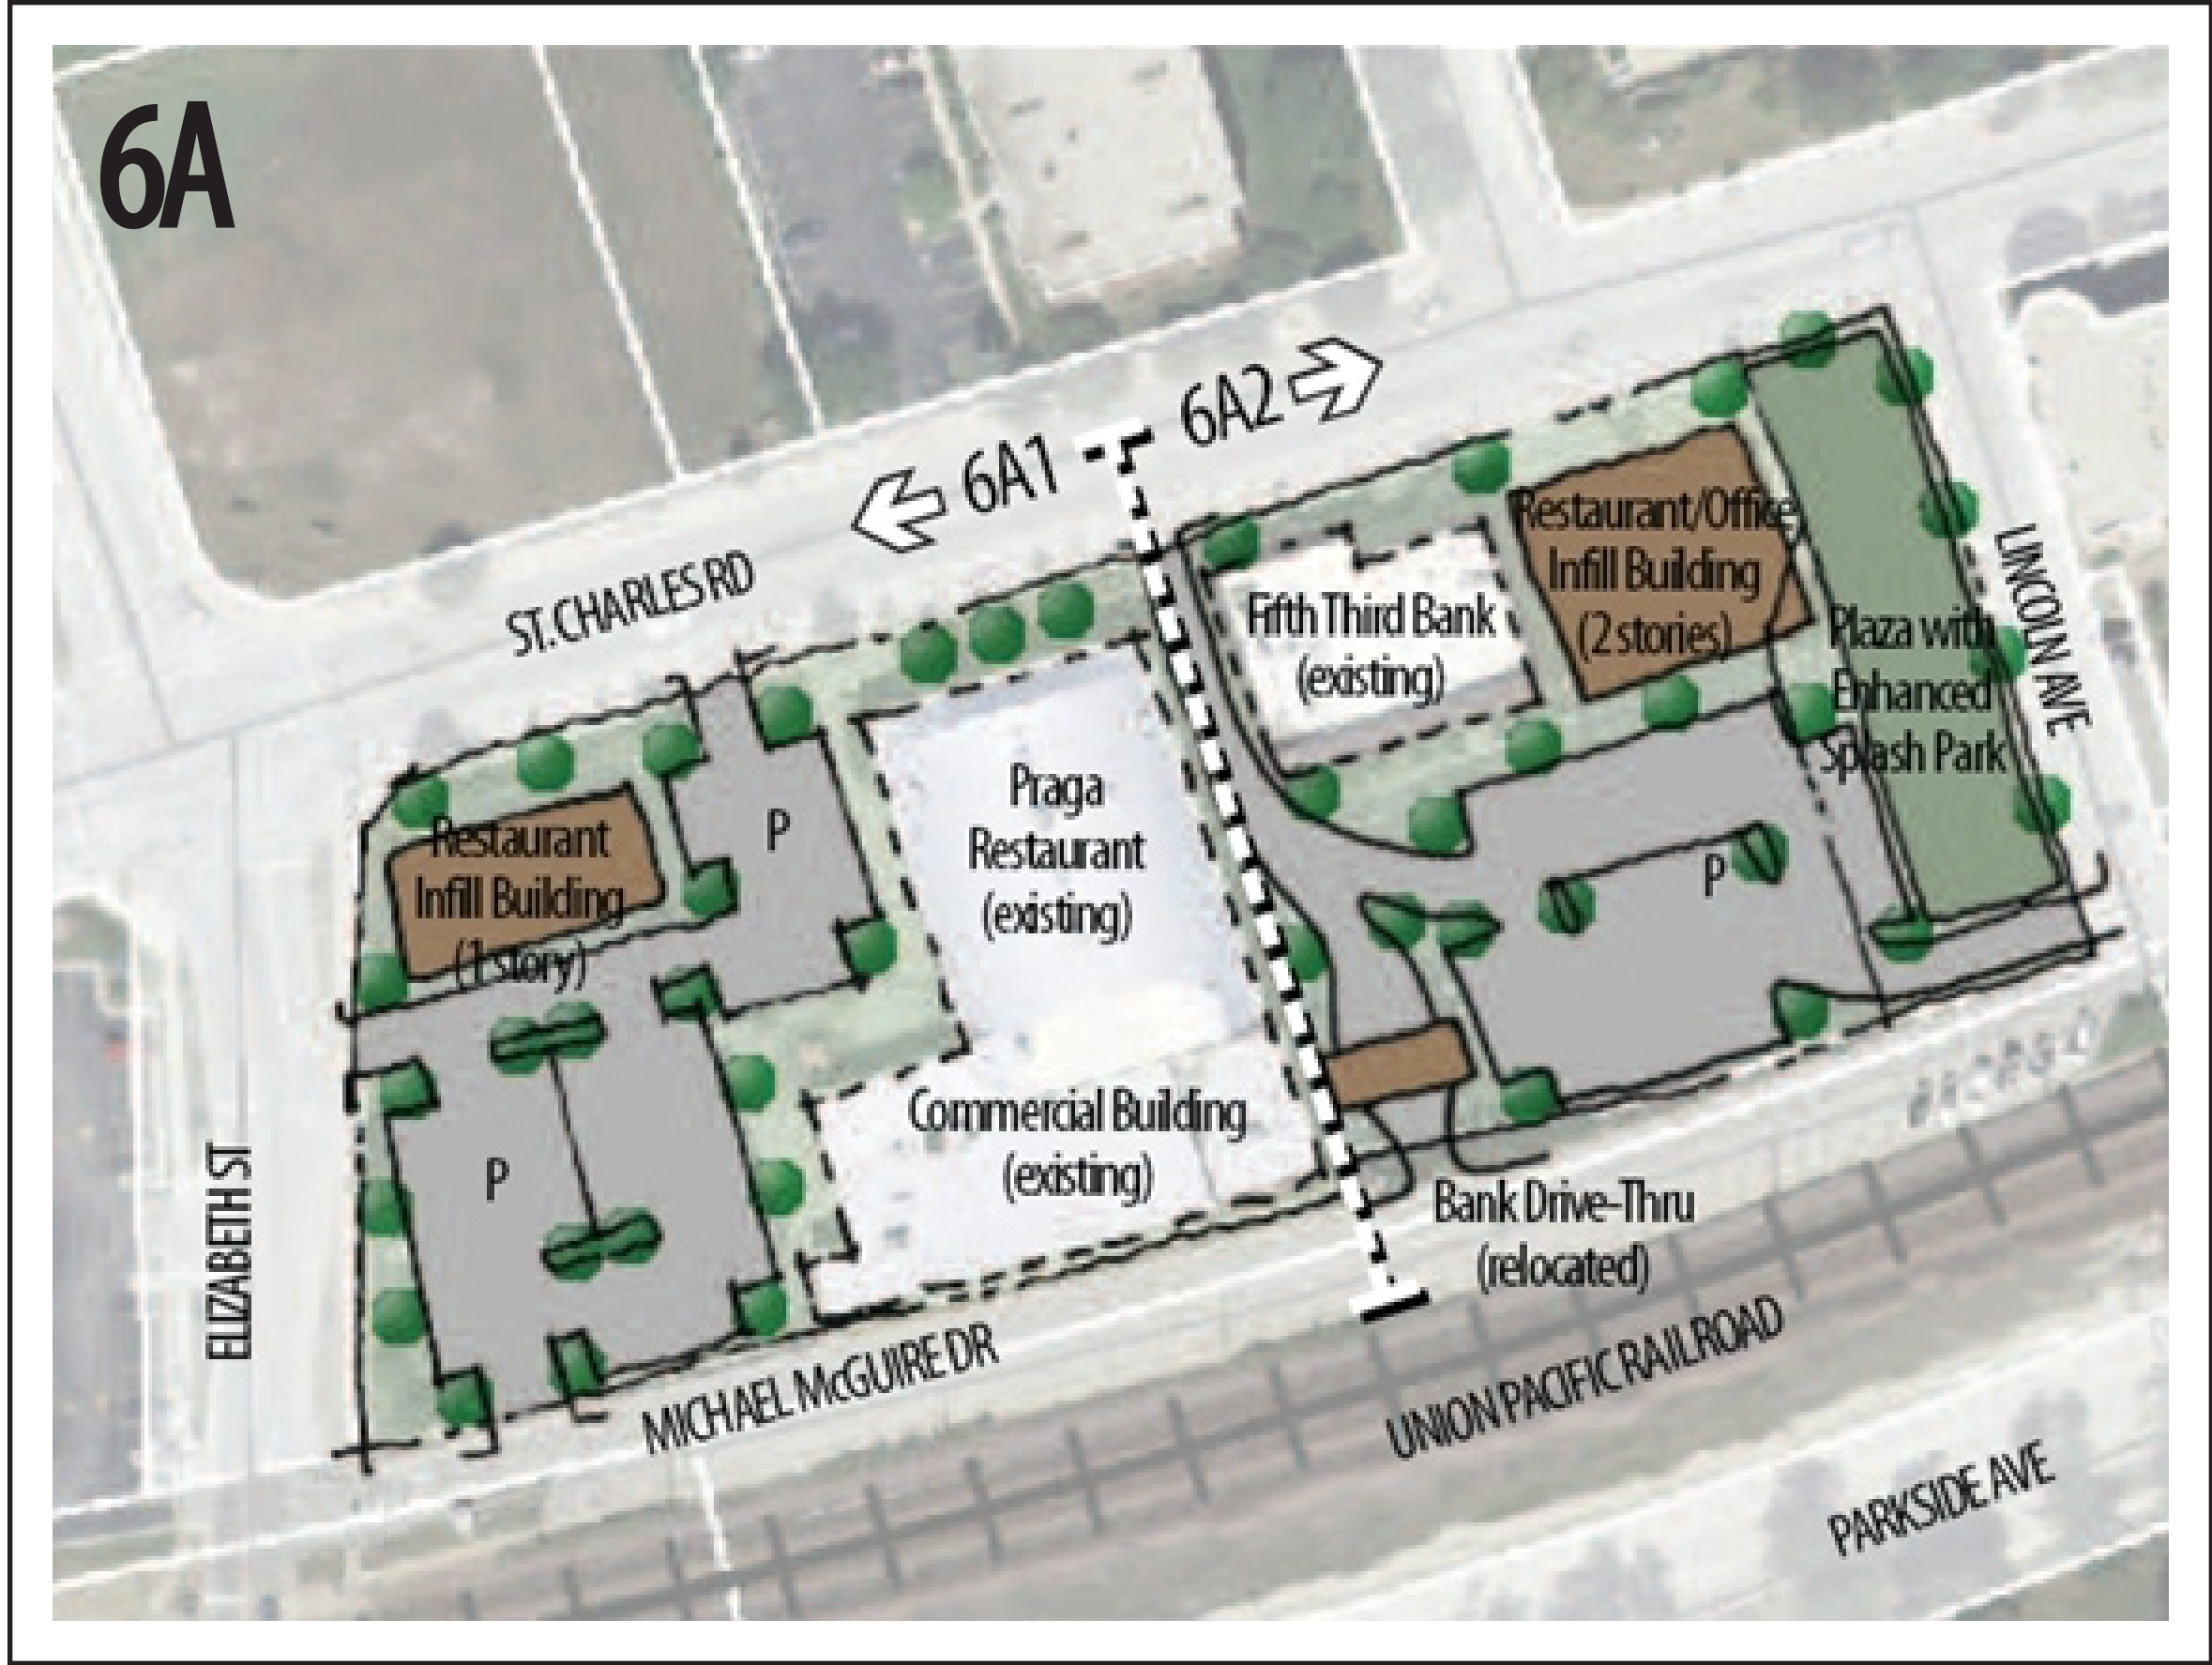 6A
6A1
6A2
ST. CHARLES RD
Restaurant/Office
Infill Building
(2 stories)
Fifth Third Bank
(existing)
LINCOLN AVE
Plaza with
Enhanced
Splash Park
Praga
Restaurant
(existing)
P
Restaurant
Infill Building
(1 story)
P
P
Commercial Building
(existing)
Bank Drive-Thru
(relocated)
ELIZABETH ST
MICHAEL McGUIRE DR
UNION PACIFIC RAILROAD
PARKSIDE AVE